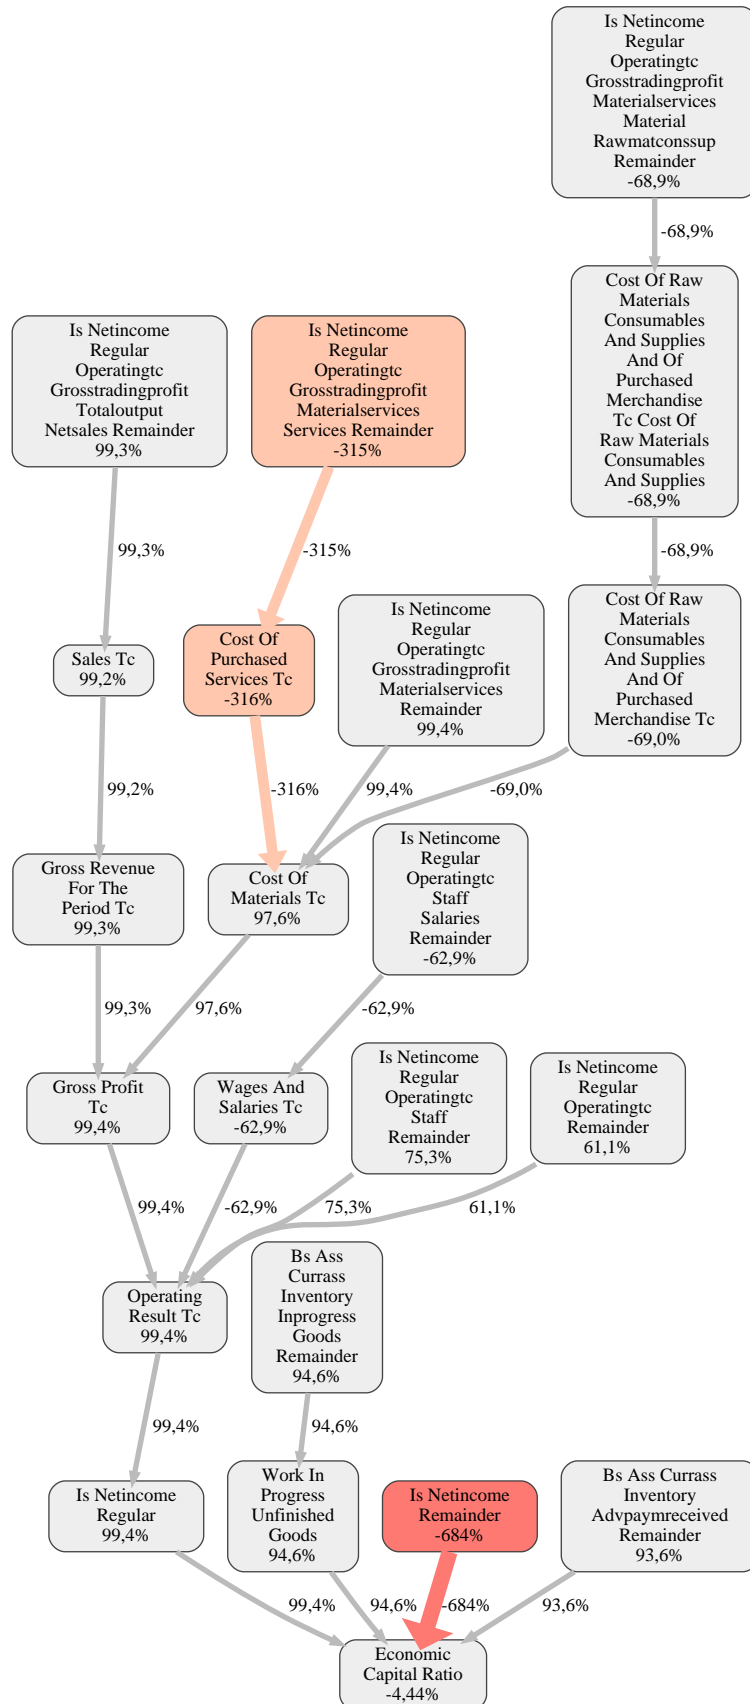 Is Netincome
Regular
Operatingtc
Grosstradingprofit
Materialservices
Material
Rawmatconssup
Remainder
-68,9%
-68,9%
Cost Of Raw
Materials
Consumables
And Supplies
And Of
Purchased
Merchandise
Tc Cost Of
Raw Materials
Consumables
And Supplies
-68,9%
Is Netincome
Regular
Operatingtc
Grosstradingprofit
Totaloutput
Netsales Remainder
99,3%
Is Netincome
Regular
Operatingtc
Grosstradingprofit
Materialservices
Services Remainder
-315%
99,3%
-315%
-68,9%
Sales Tc
99,2%
Cost Of
Purchased
Services Tc
-316%
Is Netincome
Regular
Operatingtc
Grosstradingprofit
Materialservices
Remainder
99,4%
Cost Of Raw
Materials
Consumables
And Supplies
And Of
Purchased
Merchandise Tc
-69,0%
99,2%
-316%
99,4%
-69,0%
Gross Revenue
For The
Period Tc
99,3%
Cost Of
Materials Tc
97,6%
Is Netincome
Regular
Operatingtc
Staff
Salaries
Remainder
-62,9%
99,3%
97,6%
-62,9%
Gross Profit
Tc
99,4%
Wages And
Salaries Tc
-62,9%
Is Netincome
Regular
Operatingtc
Staff
Remainder
75,3%
Is Netincome
Regular
Operatingtc
Remainder
61,1%
99,4%
-62,9%
75,3%
61,1%
Operating
Result Tc
99,4%
Bs Ass
Currass
Inventory
Inprogress
Goods
Remainder
94,6%
99,4%
94,6%
Is Netincome
Regular
99,4%
Work In
Progress
Unfinished
Goods
94,6%
Is Netincome
Remainder
-684%
Bs Ass Currass
Inventory
Advpaymreceived
Remainder
93,6%
99,4%
94,6%
-684%
93,6%
Economic
Capital Ratio
-4,44%